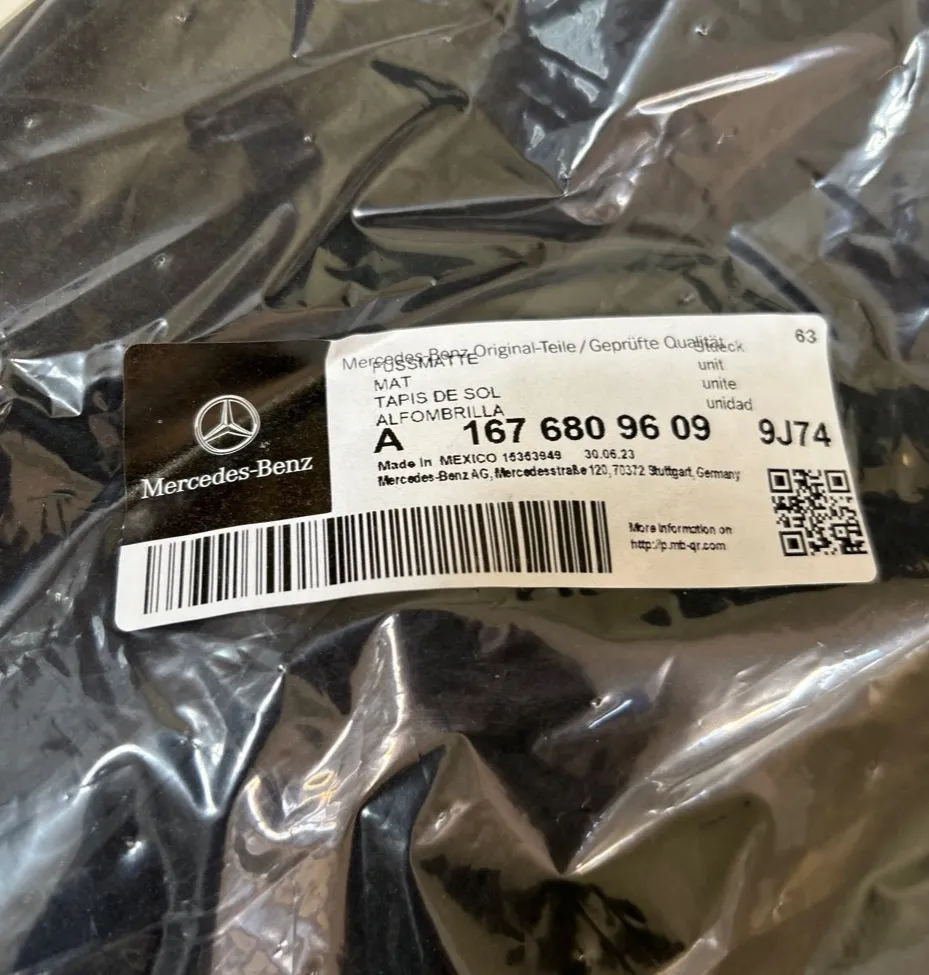 Mercedes-Benz Original-Teile / Geprüfte Qualität 63
FUSSMATTE Stueck
MAT unit
TAPIS DE SOL unite
ALFOMBRILLA unidad
A 167 680 96 09 9J74
Made in MEXICO 15353949 30.06.23
Mercedes-Benz AG, Mercedesstraße 120, 70372 Stuttgart, Germany
Mercedes-Benz
More information on
http://p.mb-qr.com